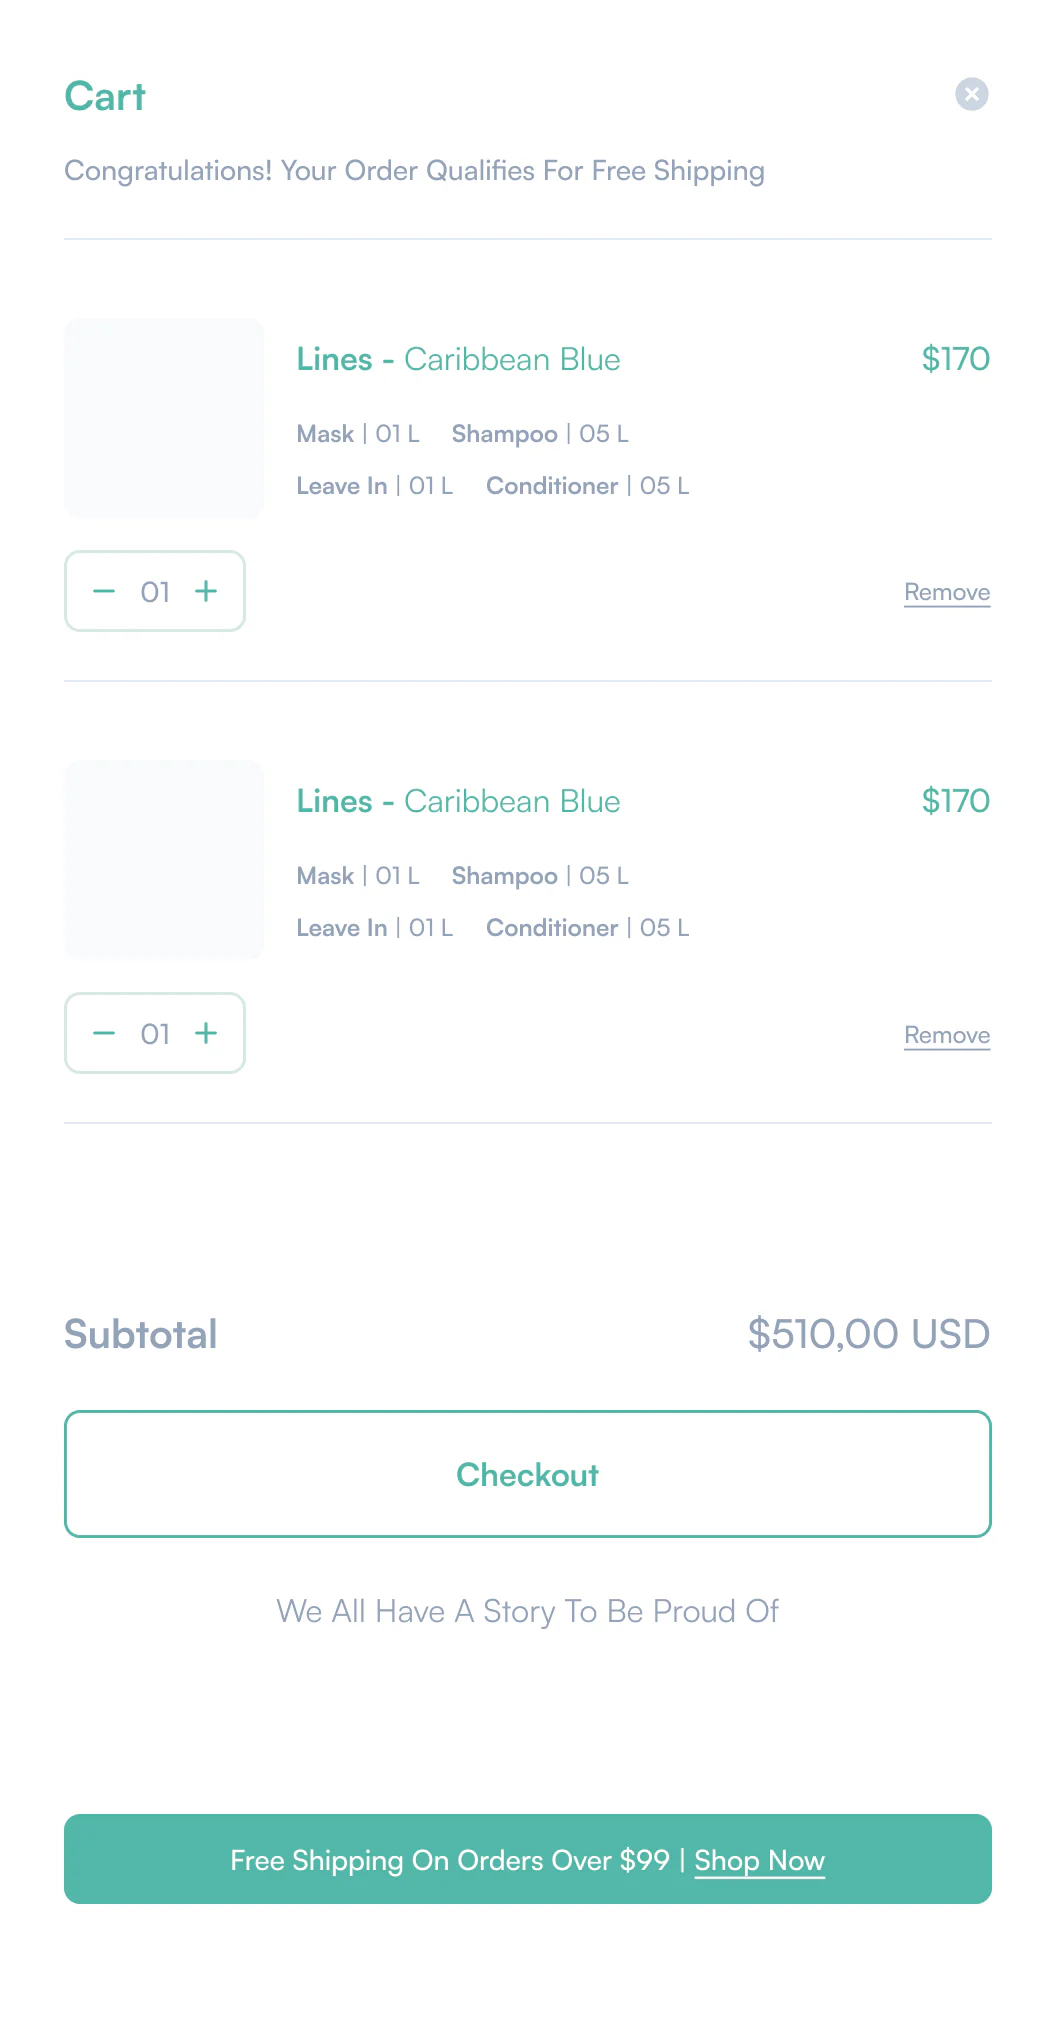 Cart
Congratulations! Your Order Qualifies For Free Shipping
Lines - Caribbean Blue $170
Mask | 01 L Shampoo | 05 L
Leave In | 01 L Conditioner | 05 L
01 Remove
Lines - Caribbean Blue $170
Mask | 01 L Shampoo | 05 L
Leave In | 01 L Conditioner | 05 L
01 Remove
Subtotal $510,00 USD
Checkout
We All Have A Story To Be Proud Of
Free Shipping On Orders Over $99 | Shop Now